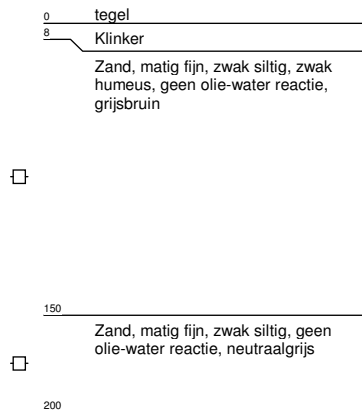 0 tegel
8 Klinker
Zand, matig fijn, zwak siltig, zwak
humeus, geen olie-water reactie,
grijsbruin
150
Zand, matig fijn, zwak siltig, geen
olie-water reactie, neutraalgrijs
200